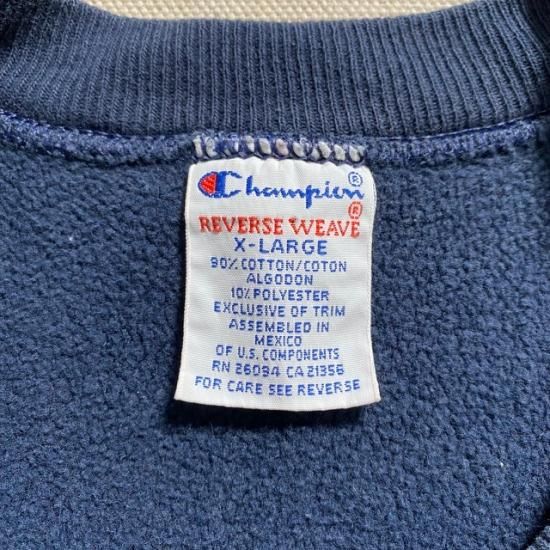 Champion®
REVERSE WEAVE®
X-LARGE
90% COTTON/COTON
ALGODON
10% POLYESTER
EXCLUSIVE OF TRIM
ASSEMBLED IN
MEXICO
OF U.S. COMPONENTS
RN 26094 CA 21356
FOR CARE SEE REVERSE